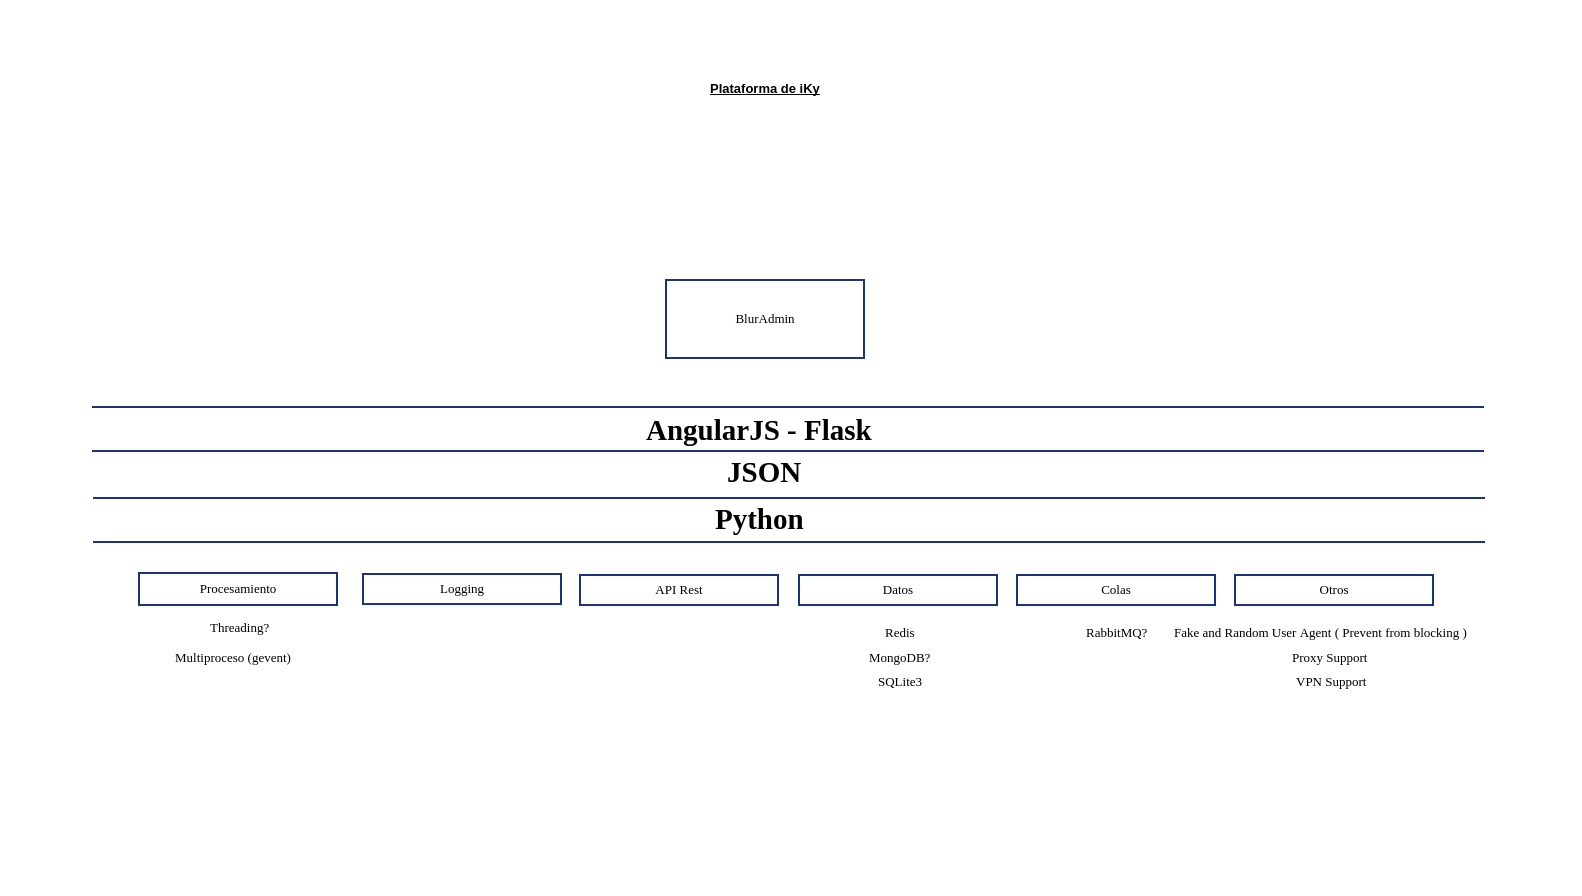 Plataforma de iKy
BlurAdmin
AngularJS - Flask
JSON
Python
Procesamiento
Logging
API Rest
Datos
Colas
Otros
Threading?
Multiproceso (gevent)
Redis
MongoDB?
SQLite3
RabbitMQ?
Fake and Random User Agent ( Prevent from blocking )
Proxy Support
VPN Support